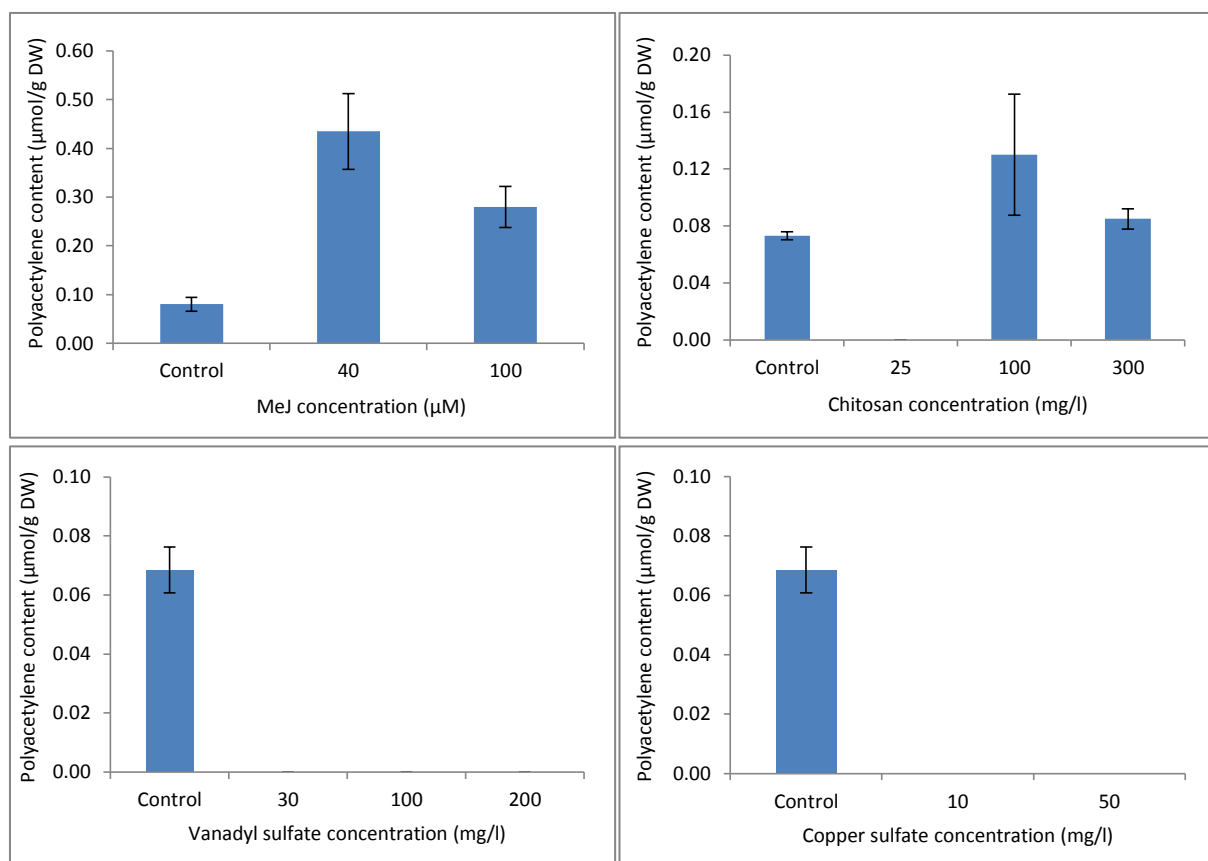 Polyacetylene content (µmol/g DW)
0.60
0.50
0.40
0.30
0.20
0.10
0.00
Control 40 100
MeJ concentration (µM)
Polyacetylene content (µmol/g DW)
0.20
0.16
0.12
0.08
0.04
0.00
Control 25 100 300
Chitosan concentration (mg/l)
Polyacetylene content (µmol/g DW)
0.10
0.08
0.06
0.04
0.02
0.00
Control 30 100 200
Vanadyl sulfate concentration (mg/l)
Polyacetylene content (µmol/g DW)
0.10
0.08
0.06
0.04
0.02
0.00
Control 10 50
Copper sulfate concentration (mg/l)